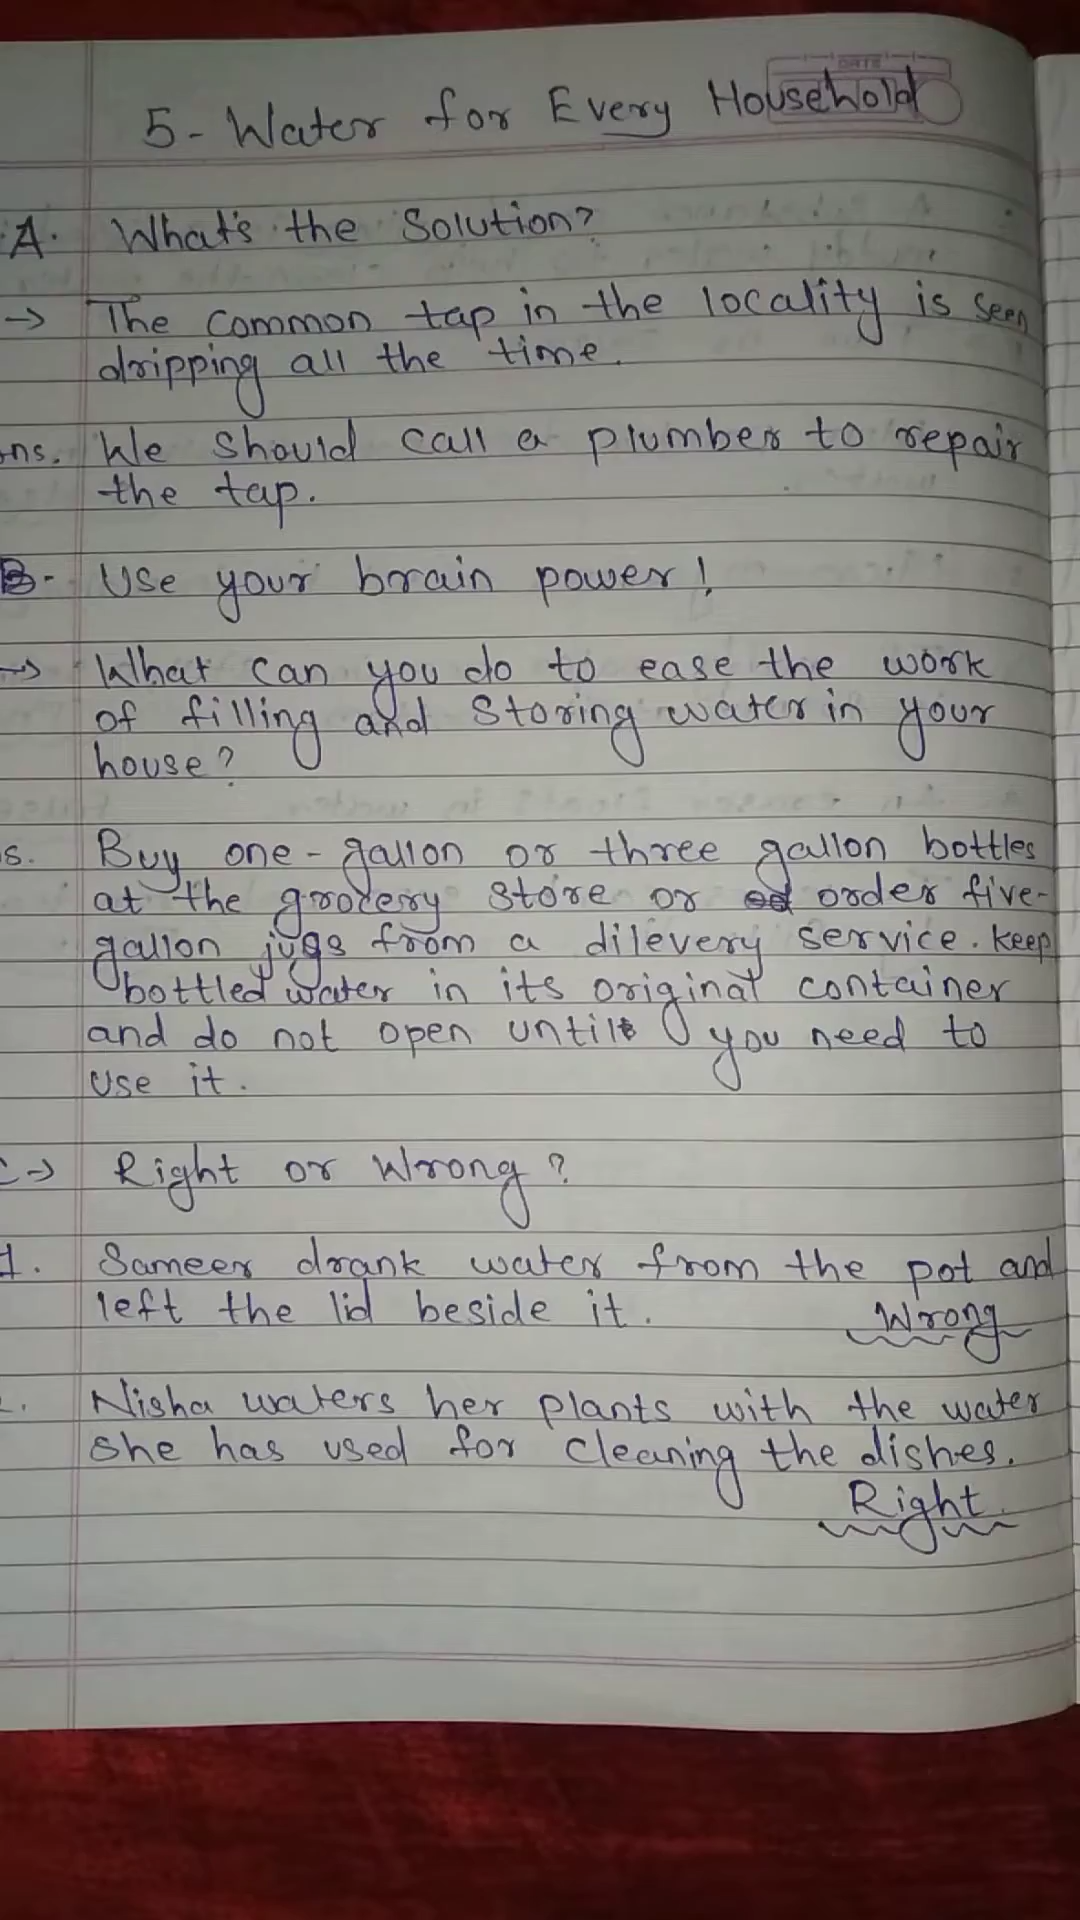 DATE
5- Water for Every Household
A. What's the Solution?
→ The common tap in the locality is seen
dripping all the time.
ns. We should call a plumber to repair
the tap.
B- Use your brain power!
→ What can you do to ease the work
of filling and storing water in your
house?
s. Buy one-gallon or three gallon bottles
at the grocery store or order five-
gallon jugs from a dilevery service. Keep
bottled water in its original container
and do not open until you need to
use it.
C→ Right or Wrong?
1. Sameer drank water from the pot and
left the lid beside it.
Wrong
2. Nisha waters her plants with the water
she has used for cleaning the dishes.
Right.